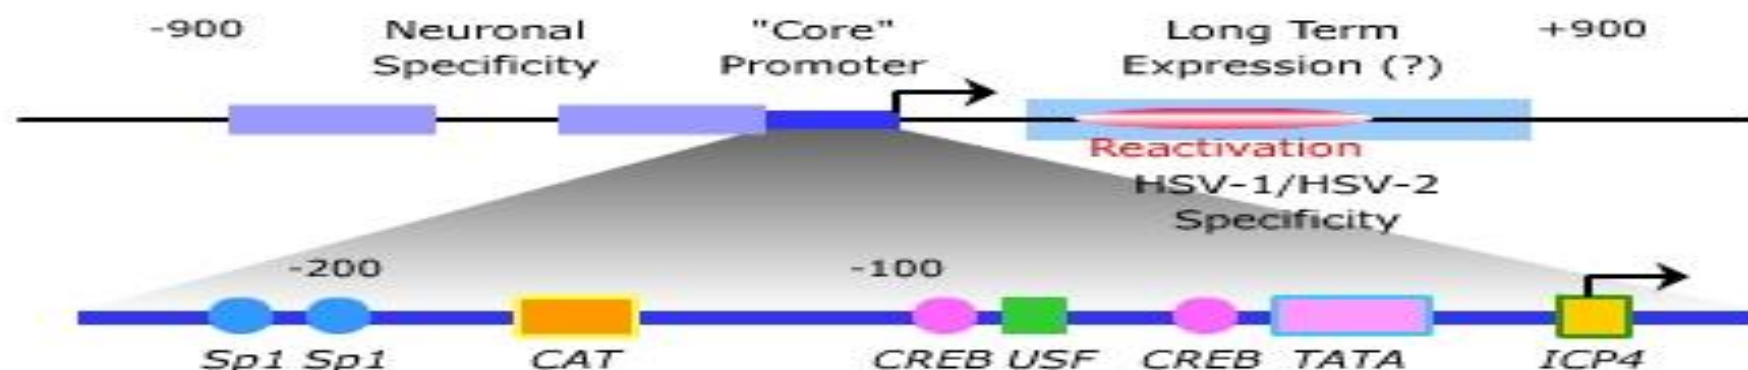 -900 Neuronal "Core" Long Term +900
Specificity Promoter Expression (?)
Reactivation
HSV-1/HSV-2
Specificity
-200 -100
Sp1 Sp1 CAT CREB USF CREB TATA ICP4